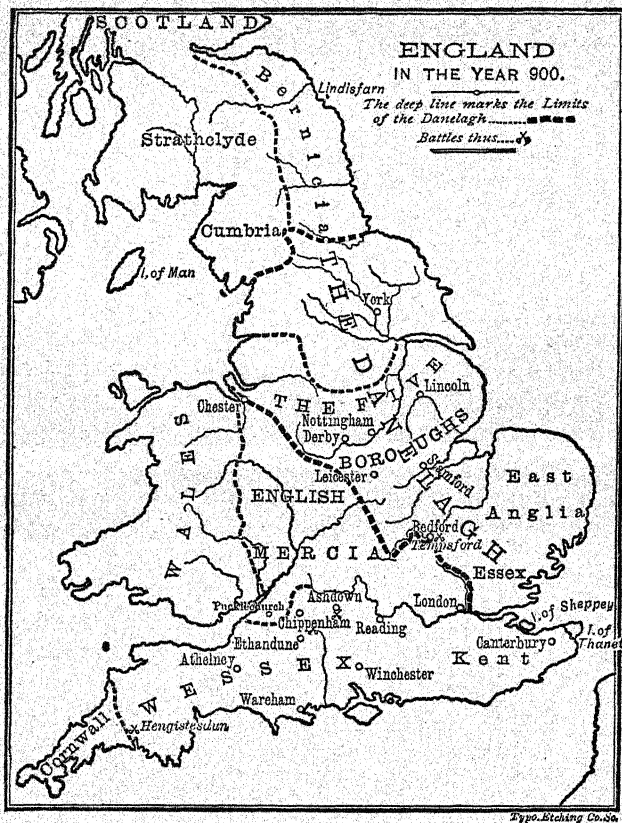 SCOTLAND
ENGLAND
IN THE YEAR 900.
The deep line marks the Limits
of the Danelagh
Battles thus
Lindisfarn
Bernicia
Strathclyde
Cumbria
I. of Man
THE DANELAGH
York
THE FIVE
BOROUGHS
Lincoln
Chester
Nottingham
Derby
Stamford
Leicester
East
Anglia
WALES
ENGLISH
MERCIA
Bedford
Tempsford
Essex
Pucklechurch
Ashdown
London
I. of Sheppey
Chippenham
Reading
I. of
Thanet
Canterbury
Ethandune
Kent
Athelney
WESSEX
Winchester
Wareham
Cornwall
Hengistesdun
Typo. Etching Co. Sc.